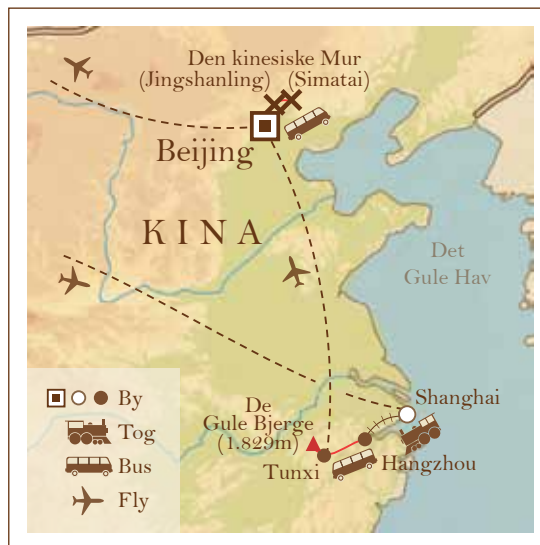 Den kinesiske Mur
(Jingshanling) (Simatai)
Beijing
KINA
Det
Gule Hav
Shanghai
De
Gule Bjerge
(1.829m)
Hangzhou
Tunxi
By
Tog
Bus
Fly